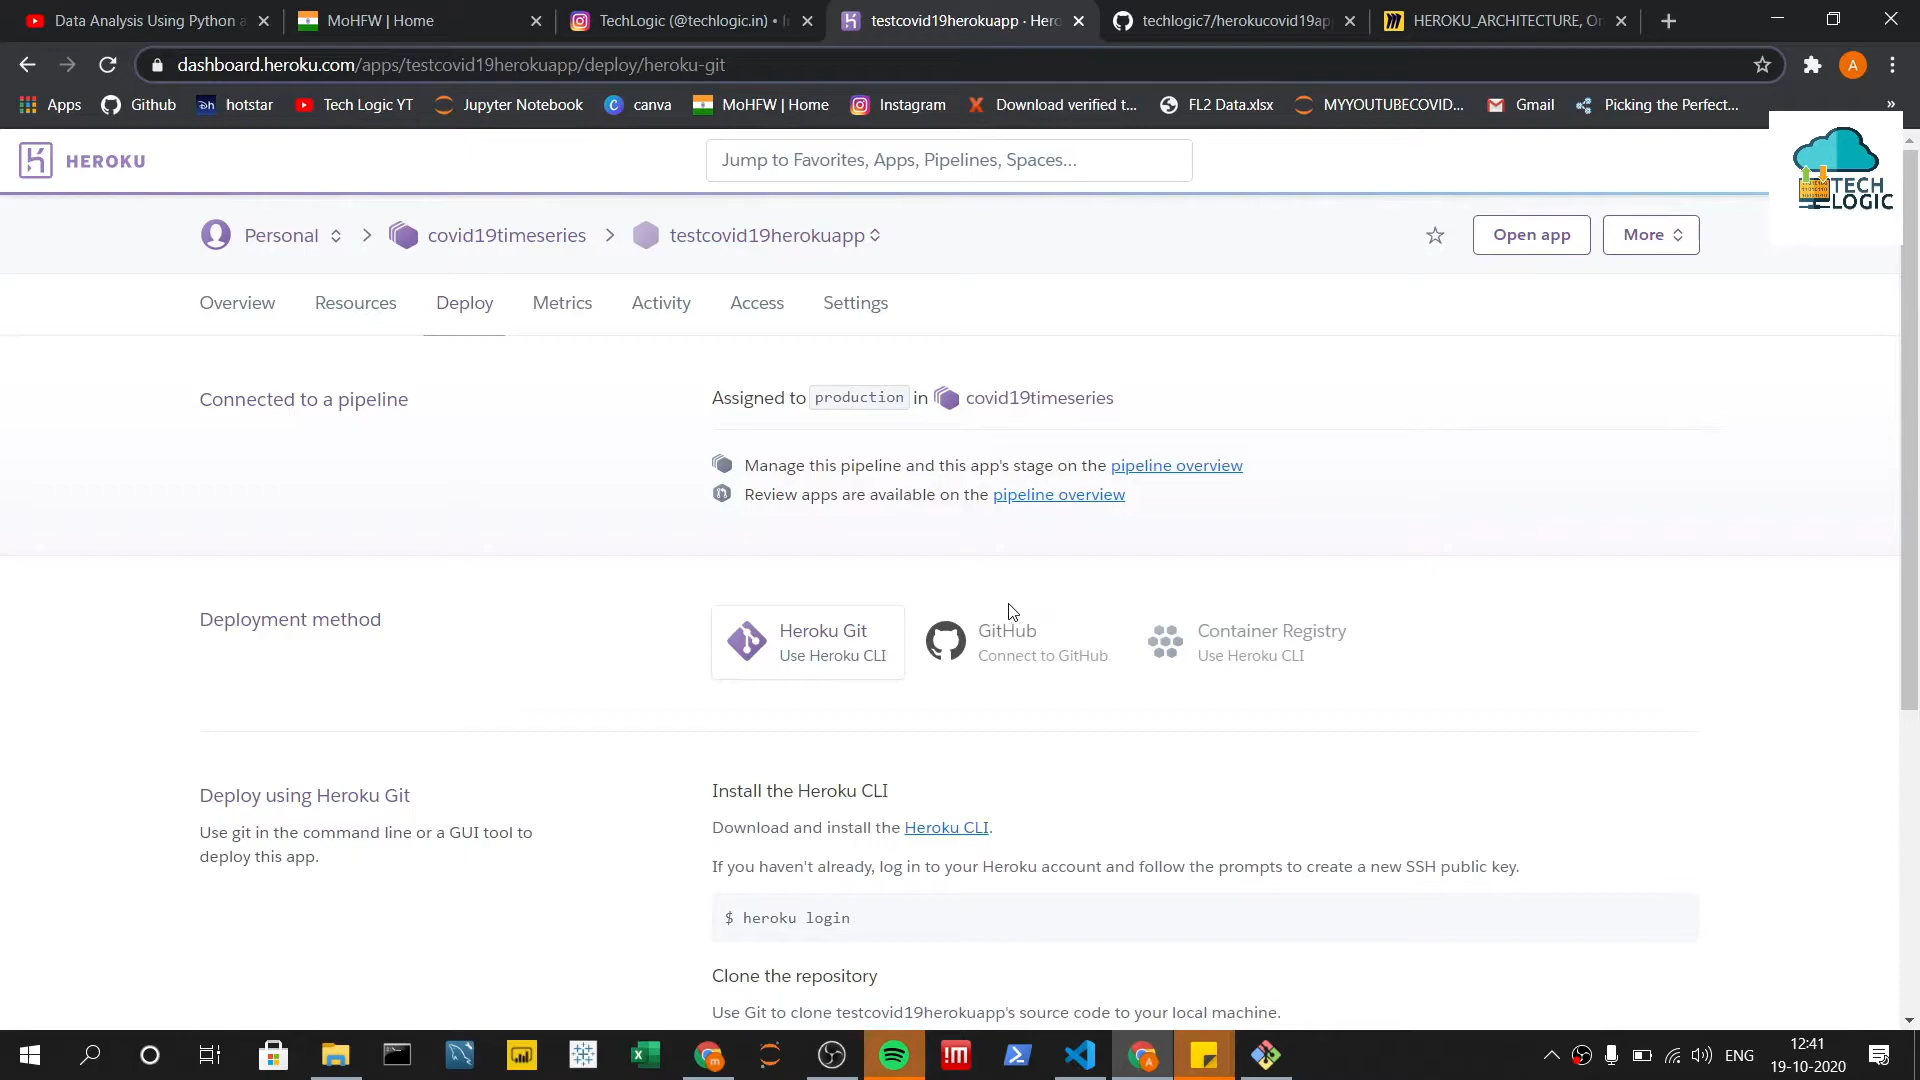 Data Analysis Using Python a
MoHFW | Home
TechLogic (@techlogic.in) • I
testcovid19herokuapp · Hero
techlogic7/herokucovid19ap
HEROKU_ARCHITECTURE, On
dashboard.heroku.com/apps/testcovid19herokuapp/deploy/heroku-git
A
Apps
Github
hotstar
Tech Logic YT
Jupyter Notebook
canva
MoHFW | Home
Instagram
Download verified t...
FL2 Data.xlsx
MYYOUTUBECOVID...
Gmail
Picking the Perfect...
»
HEROKU
Jump to Favorites, Apps, Pipelines, Spaces...
TECH
LOGIC
Personal
covid19timeseries
testcovid19herokuapp
Open app
More
Overview
Resources
Deploy
Metrics
Activity
Access
Settings
Connected to a pipeline
Assigned to production in covid19timeseries
Manage this pipeline and this app's stage on the pipeline overview
Review apps are available on the pipeline overview
Deployment method
Heroku Git
Use Heroku CLI
GitHub
Connect to GitHub
Container Registry
Use Heroku CLI
Deploy using Heroku Git
Use git in the command line or a GUI tool to
deploy this app.
Install the Heroku CLI
Download and install the Heroku CLI.
If you haven't already, log in to your Heroku account and follow the prompts to create a new SSH public key.
$ heroku login
Clone the repository
Use Git to clone testcovid19herokuapp's source code to your local machine.
ENG
12:41
19-10-2020